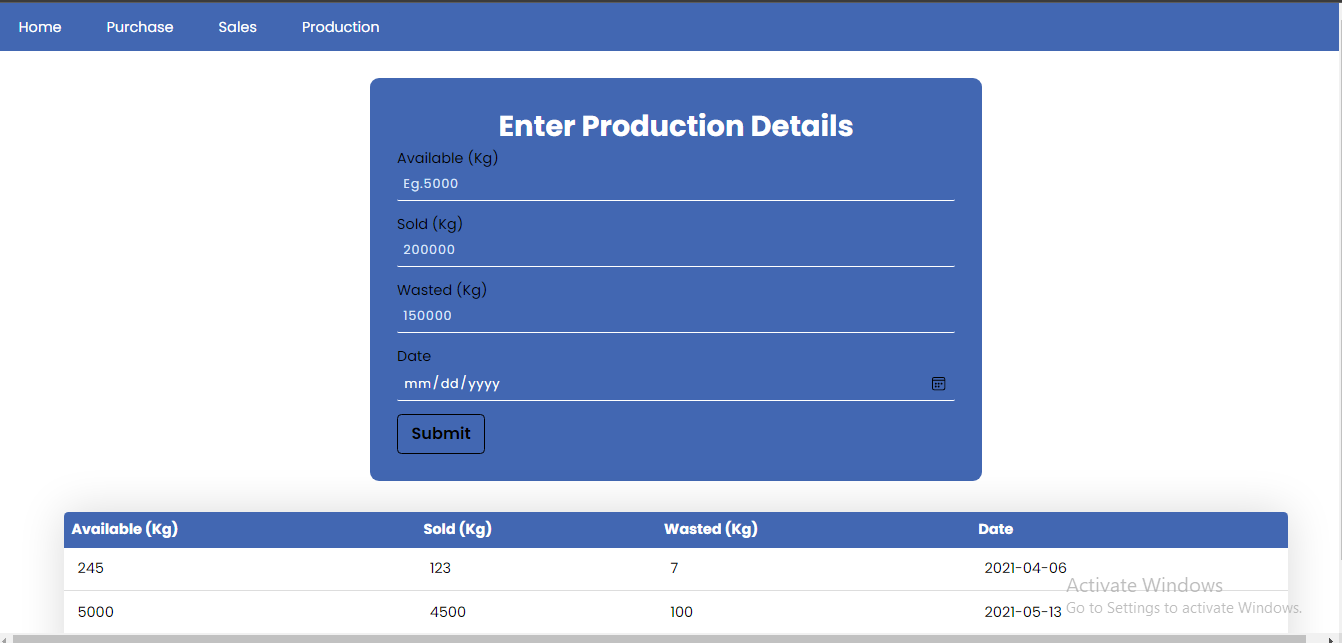 Home Purchase Sales Production
Enter Production Details
Available (Kg)
Eg.5000
Sold (Kg)
200000
Wasted (Kg)
150000
Date
mm/dd/yyyy
Submit
Available (Kg) Sold (Kg) Wasted (Kg) Date
245 123 7 2021-04-06
5000 4500 100 2021-05-13
Activate Windows
Go to Settings to activate Windows.